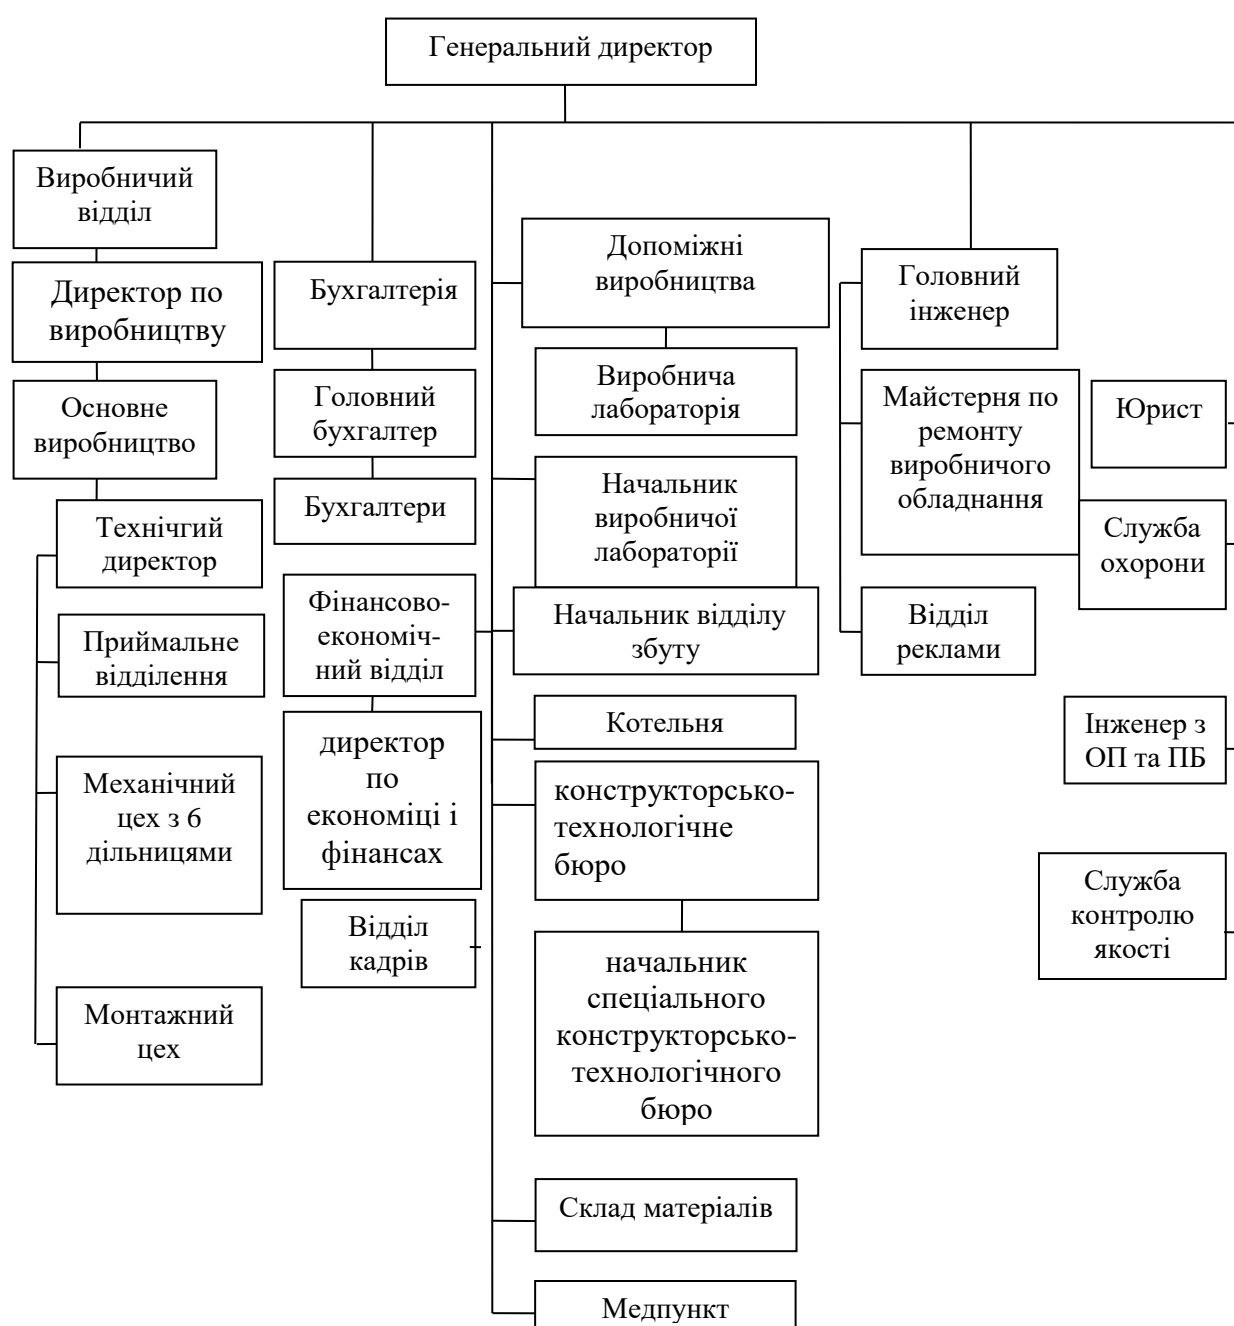 Генеральний директор
Виробничий
відділ
Директор по
виробництву
Основне
виробництво
Технічгий
директор
Приймальне
відділення
Механічний
цех з 6
дільницями
Монтажний
цех
Бухгалтерія
Головний
бухгалтер
Бухгалтери
Фінансово-
економіч-
ний відділ
директор
по
економіці і
фінансах
Відділ
кадрів
Допоміжні
виробництва
Виробнича
лабораторія
Начальник
виробничої
лабораторії
Начальник відділу
збуту
Котельня
конструкторсько-
технологічне
бюро
начальник
спеціального
конструкторсько-
технологічного
бюро
Склад матеріалів
Медпункт
Головний
інженер
Майстерня по
ремонту
виробничого
обладнання
Відділ
реклами
Юрист
Служба
охорони
Інженер з
ОП та ПБ
Служба
контролю
якості